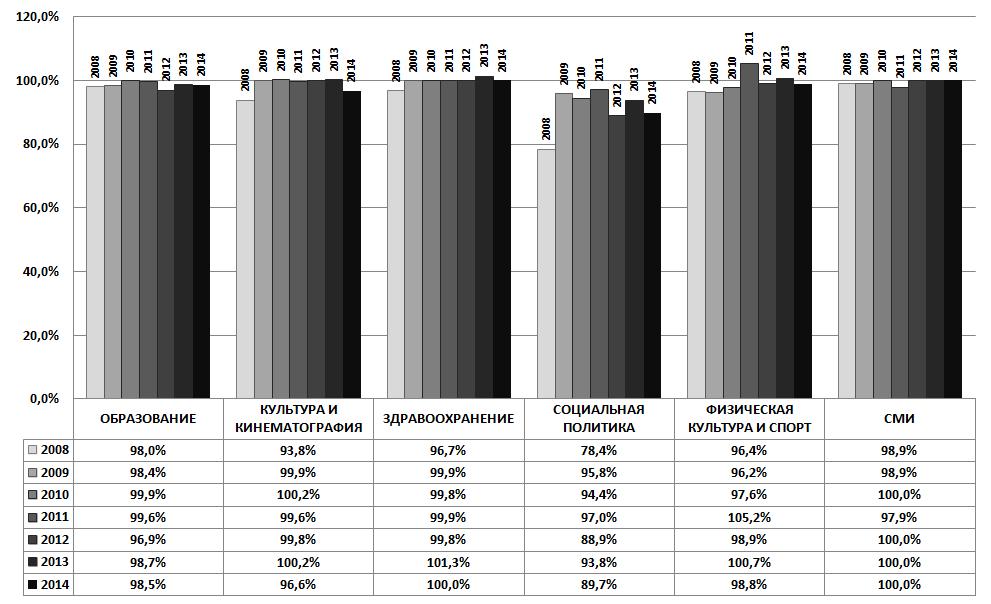 120,0%
100,0%
80,0%
60,0%
40,0%
20,0%
0,0%
2008 2009 2010 2011 2012 2013 2014
2008 2009 2010 2011 2012 2013 2014
2008 2009 2010 2011 2012 2013 2014
2008 2009 2010 2011 2012 2013 2014
2008 2009 2010 2011 2012 2013 2014
2008 2009 2010 2011 2012 2013 2014
ОБРАЗОВАНИЕ
КУЛЬТУРА И
КИНЕМАТОГРАФИЯ
ЗДРАВООХРАНЕНИЕ
СОЦИАЛЬНАЯ
ПОЛИТИКА
ФИЗИЧЕСКАЯ
КУЛЬТУРА И СПОРТ
СМИ
2008 98,0% 93,8% 96,7% 78,4% 96,4% 98,9%
2009 98,4% 99,9% 99,9% 95,8% 96,2% 98,9%
2010 99,9% 100,2% 99,8% 94,4% 97,6% 100,0%
2011 99,6% 99,6% 99,9% 97,0% 105,2% 97,9%
2012 96,9% 99,8% 99,8% 88,9% 98,9% 100,0%
2013 98,7% 100,2% 101,3% 93,8% 100,7% 100,0%
2014 98,5% 96,6% 100,0% 89,7% 98,8% 100,0%